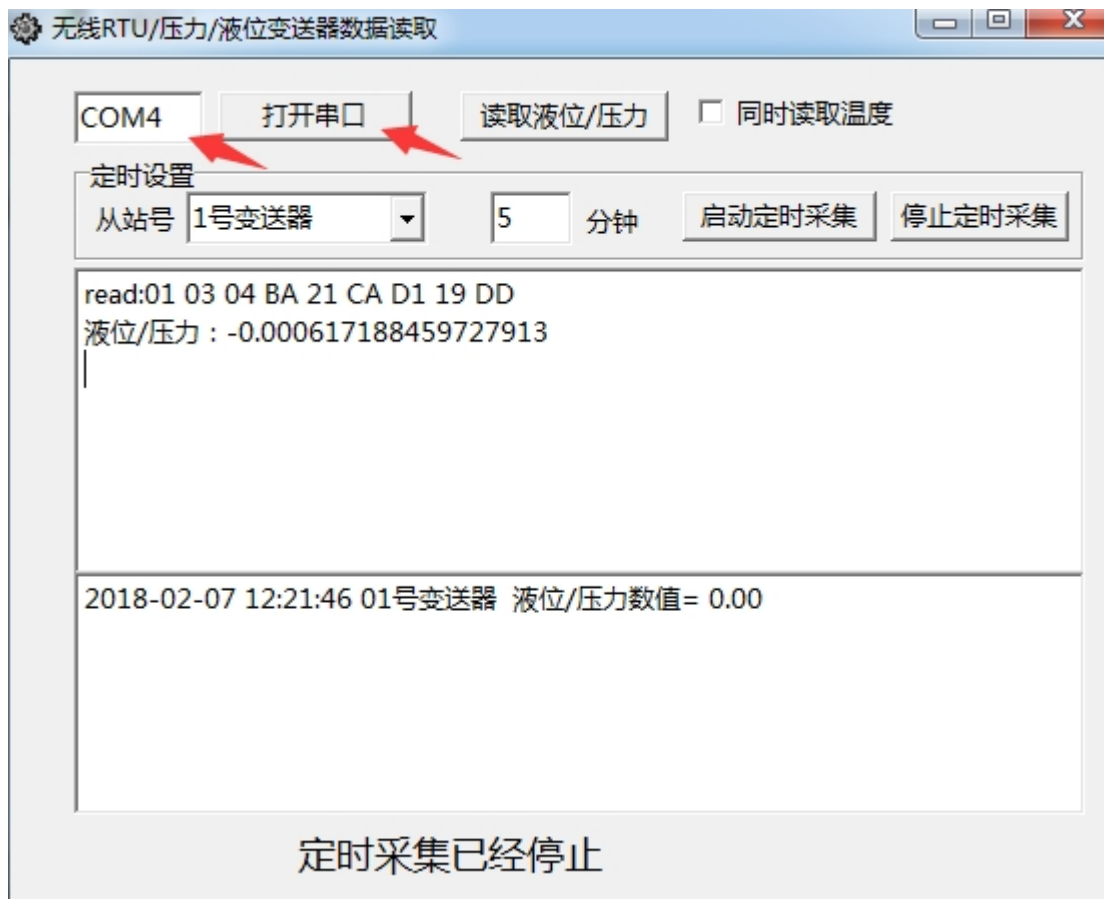 无线RTU/压力/液位变送器数据读取
COM4 打开串口 读取液位/压力 同时读取温度
定时设置
从站号 1号变送器 5 分钟 启动定时采集 停止定时采集
read:01 03 04 BA 21 CA D1 19 DD
液位/压力：-0.000617188459727913
2018-02-07 12:21:46 01号变送器 液位/压力数值= 0.00
定时采集已经停止